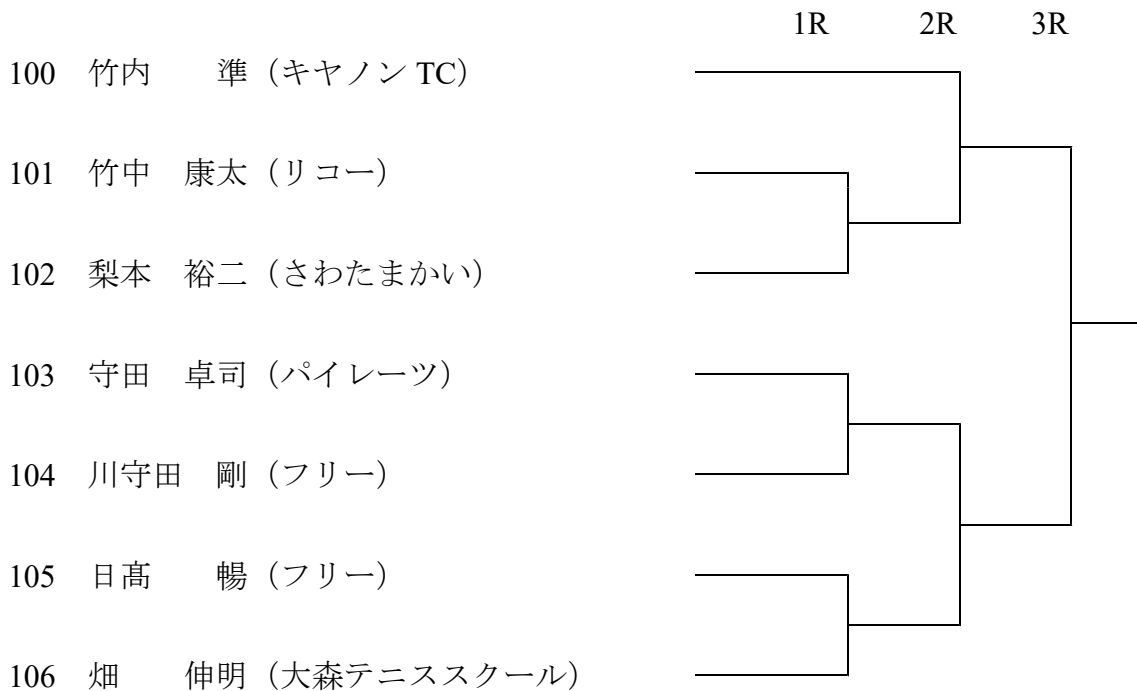 1R 2R 3R
100 竹内　　準（キヤノン TC）
101 竹中　康太（リコー）
102 梨本　裕二（さわたまかい）
103 守田　卓司（パイレーツ）
104 川守田　剛（フリー）
105 日髙　　暢（フリー）
106 畑　　伸明（大森テニススクール）